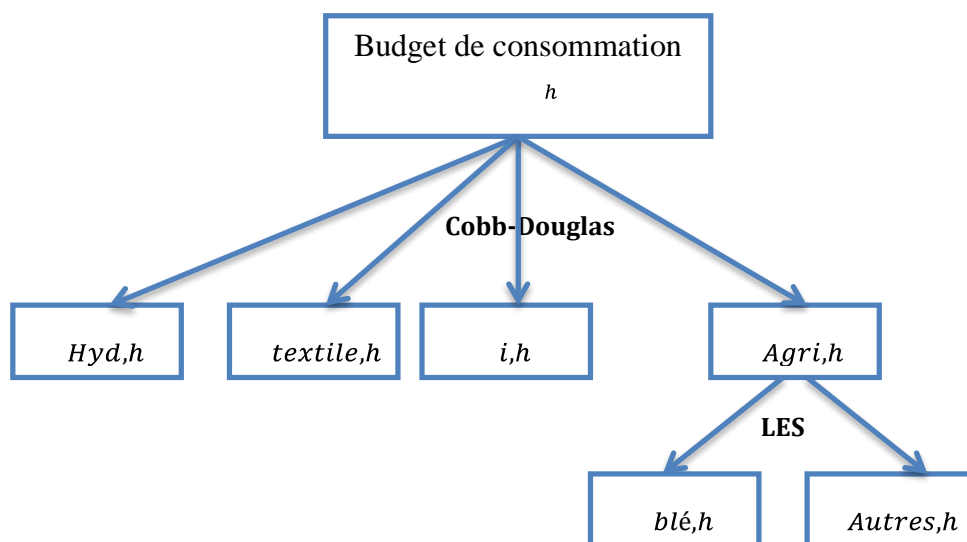 Budget de consommation
h
Cobb-Douglas
Hyd,h
textile,h
i,h
Agri,h
LES
blé,h
Autres,h